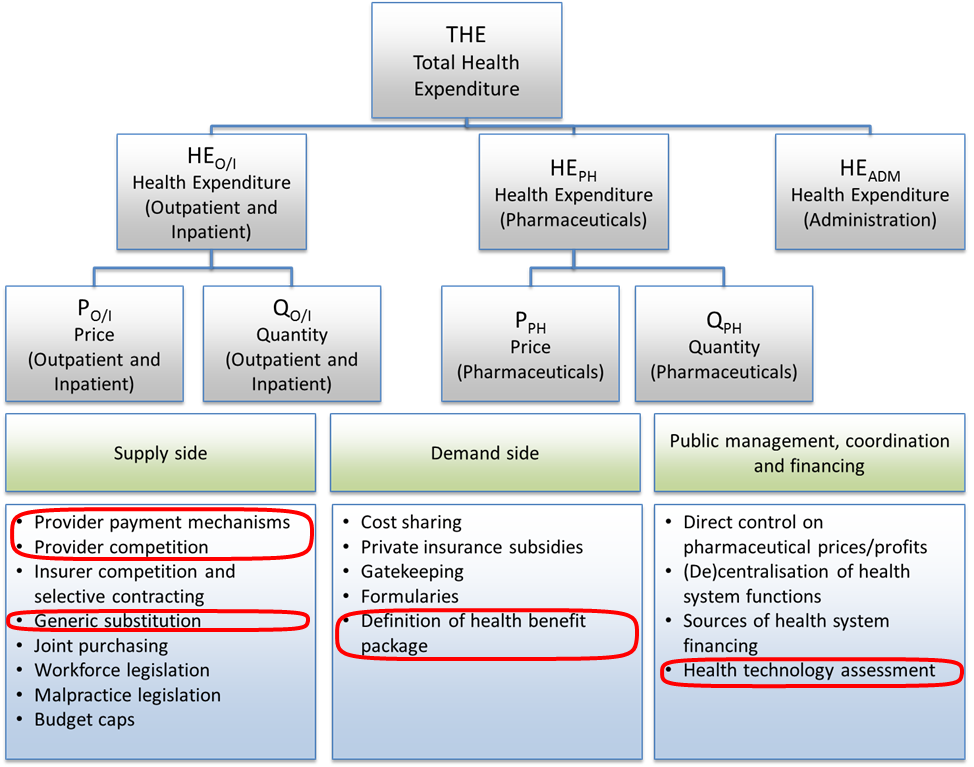 THE
Total Health
Expenditure
HEO/I
Health Expenditure
(Outpatient and
Inpatient)
HEPH
Health Expenditure
(Pharmaceuticals)
HEADM
Health Expenditure
(Administration)
PO/I
Price
(Outpatient and
Inpatient)
QO/I
Quantity
(Outpatient and
Inpatient)
PPH
Price
(Pharmaceuticals)
QPH
Quantity
(Pharmaceuticals)
Supply side
Demand side
Public management, coordination
and financing
• Provider payment mechanisms
• Provider competition
• Insurer competition and
selective contracting
• Generic substitution
• Joint purchasing
• Workforce legislation
• Malpractice legislation
• Budget caps
• Cost sharing
• Private insurance subsidies
• Gatekeeping
• Formularies
• Definition of health benefit
package
• Direct control on
pharmaceutical prices/profits
• (De)centralisation of health
system functions
• Sources of health system
financing
• Health technology assessment